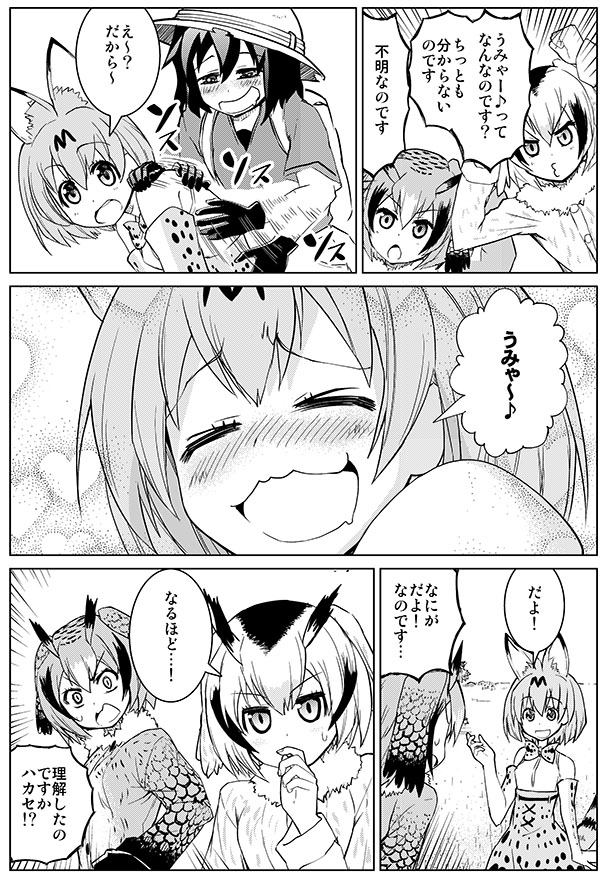 うみゃー♪って
なんなのです?
ちっとも
分からない
のです
不明なのです
え~?
だから~
ソス
ソス
ソス
うみゃ~♪
だよ!
なにが
だよ!
なのです…
なるほど…!
理解したの
ですか
ハカセ!?